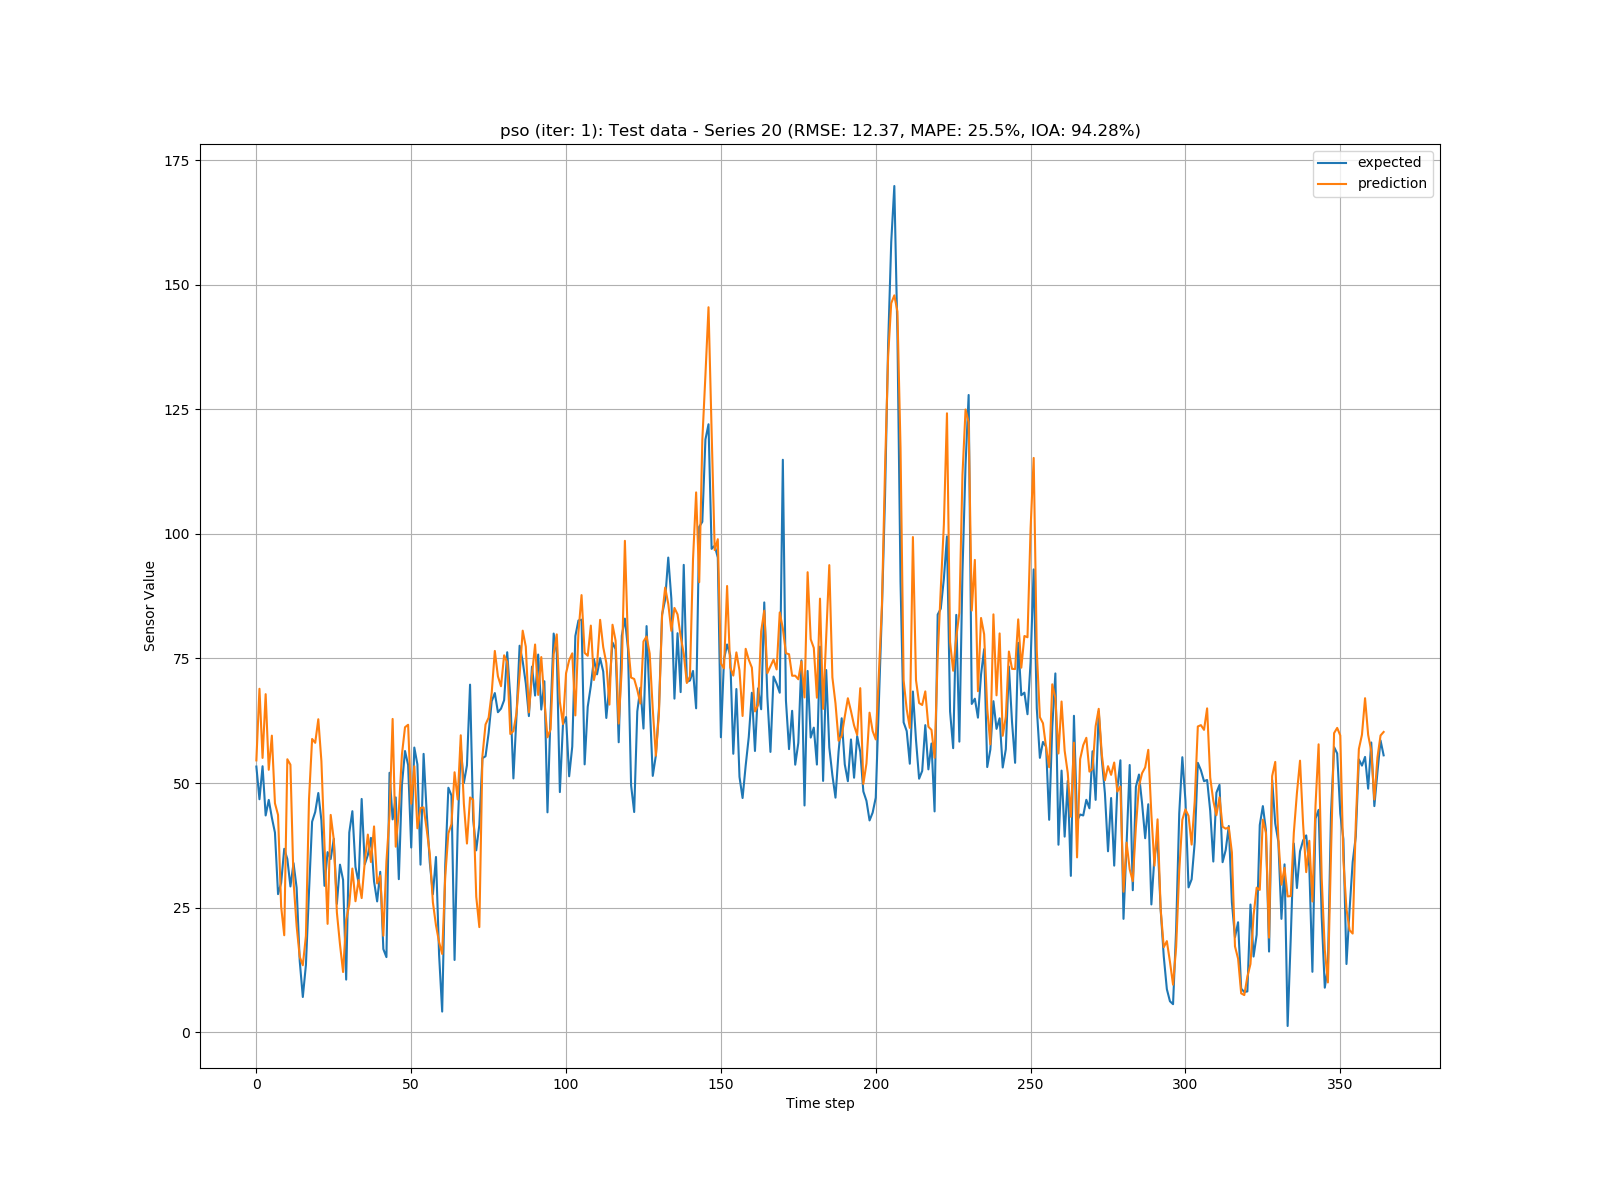 pso (iter: 1): Test data - Series 20 (RMSE: 12.37, MAPE: 25.5%, IOA: 94.28%)
expected
prediction
175
150
125
100
75
50
25
0
Sensor Value
0 50 100 150 200 250 300 350
Time step